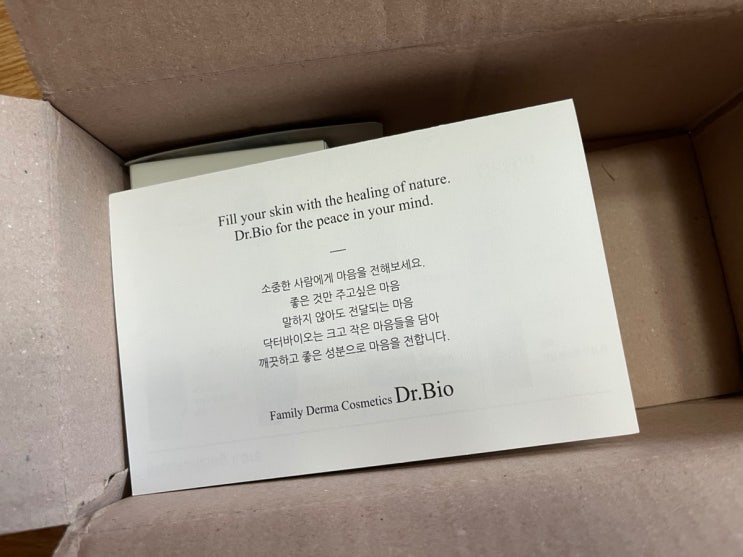 Fill your skin with the healing of nature.
Dr.Bio for the peace in your mind.
소중한 사람에게 마음을 전해보세요.
좋은 것만 주고싶은 마음
말하지 않아도 전달되는 마음
닥터바이오는 크고 작은 마음들을 담아
깨끗하고 좋은 성분으로 마음을 전합니다.
Family Derma Cosmetics Dr.Bio